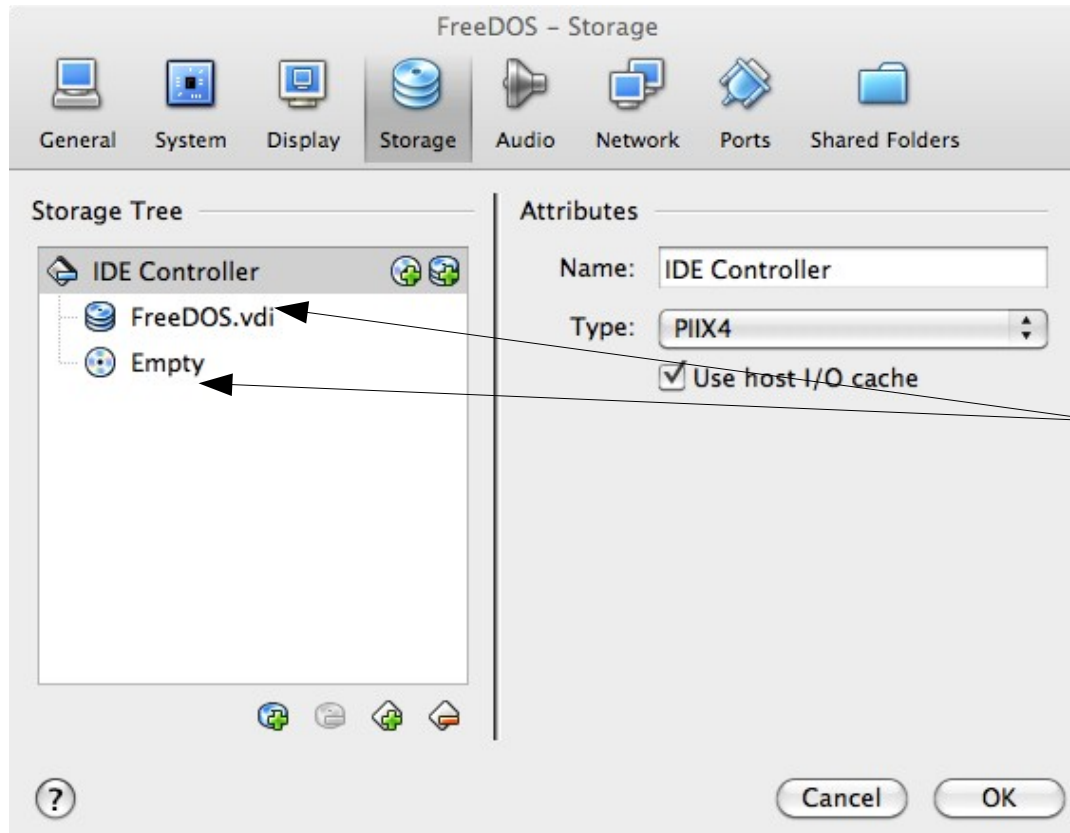 FreeDOS – Storage
General System Display Storage Audio Network Ports Shared Folders
Storage Tree
IDE Controller
FreeDOS.vdi
Empty
Attributes
Name: IDE Controller
Type: PIIX4
Use host I/O cache
?
Cancel OK